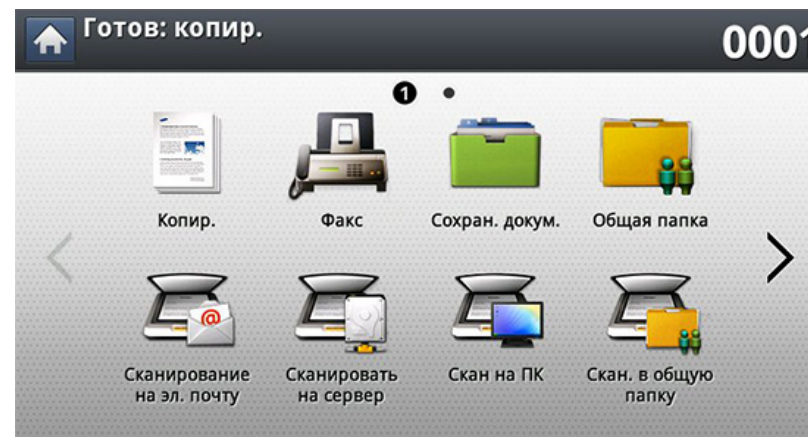 Готов: копир.
0001
1
Копир.
Факс
Сохран. докум.
Общая папка
@
Сканирование
на эл. почту
Сканировать
на сервер
Скан на ПК
Скан. в общую
папку